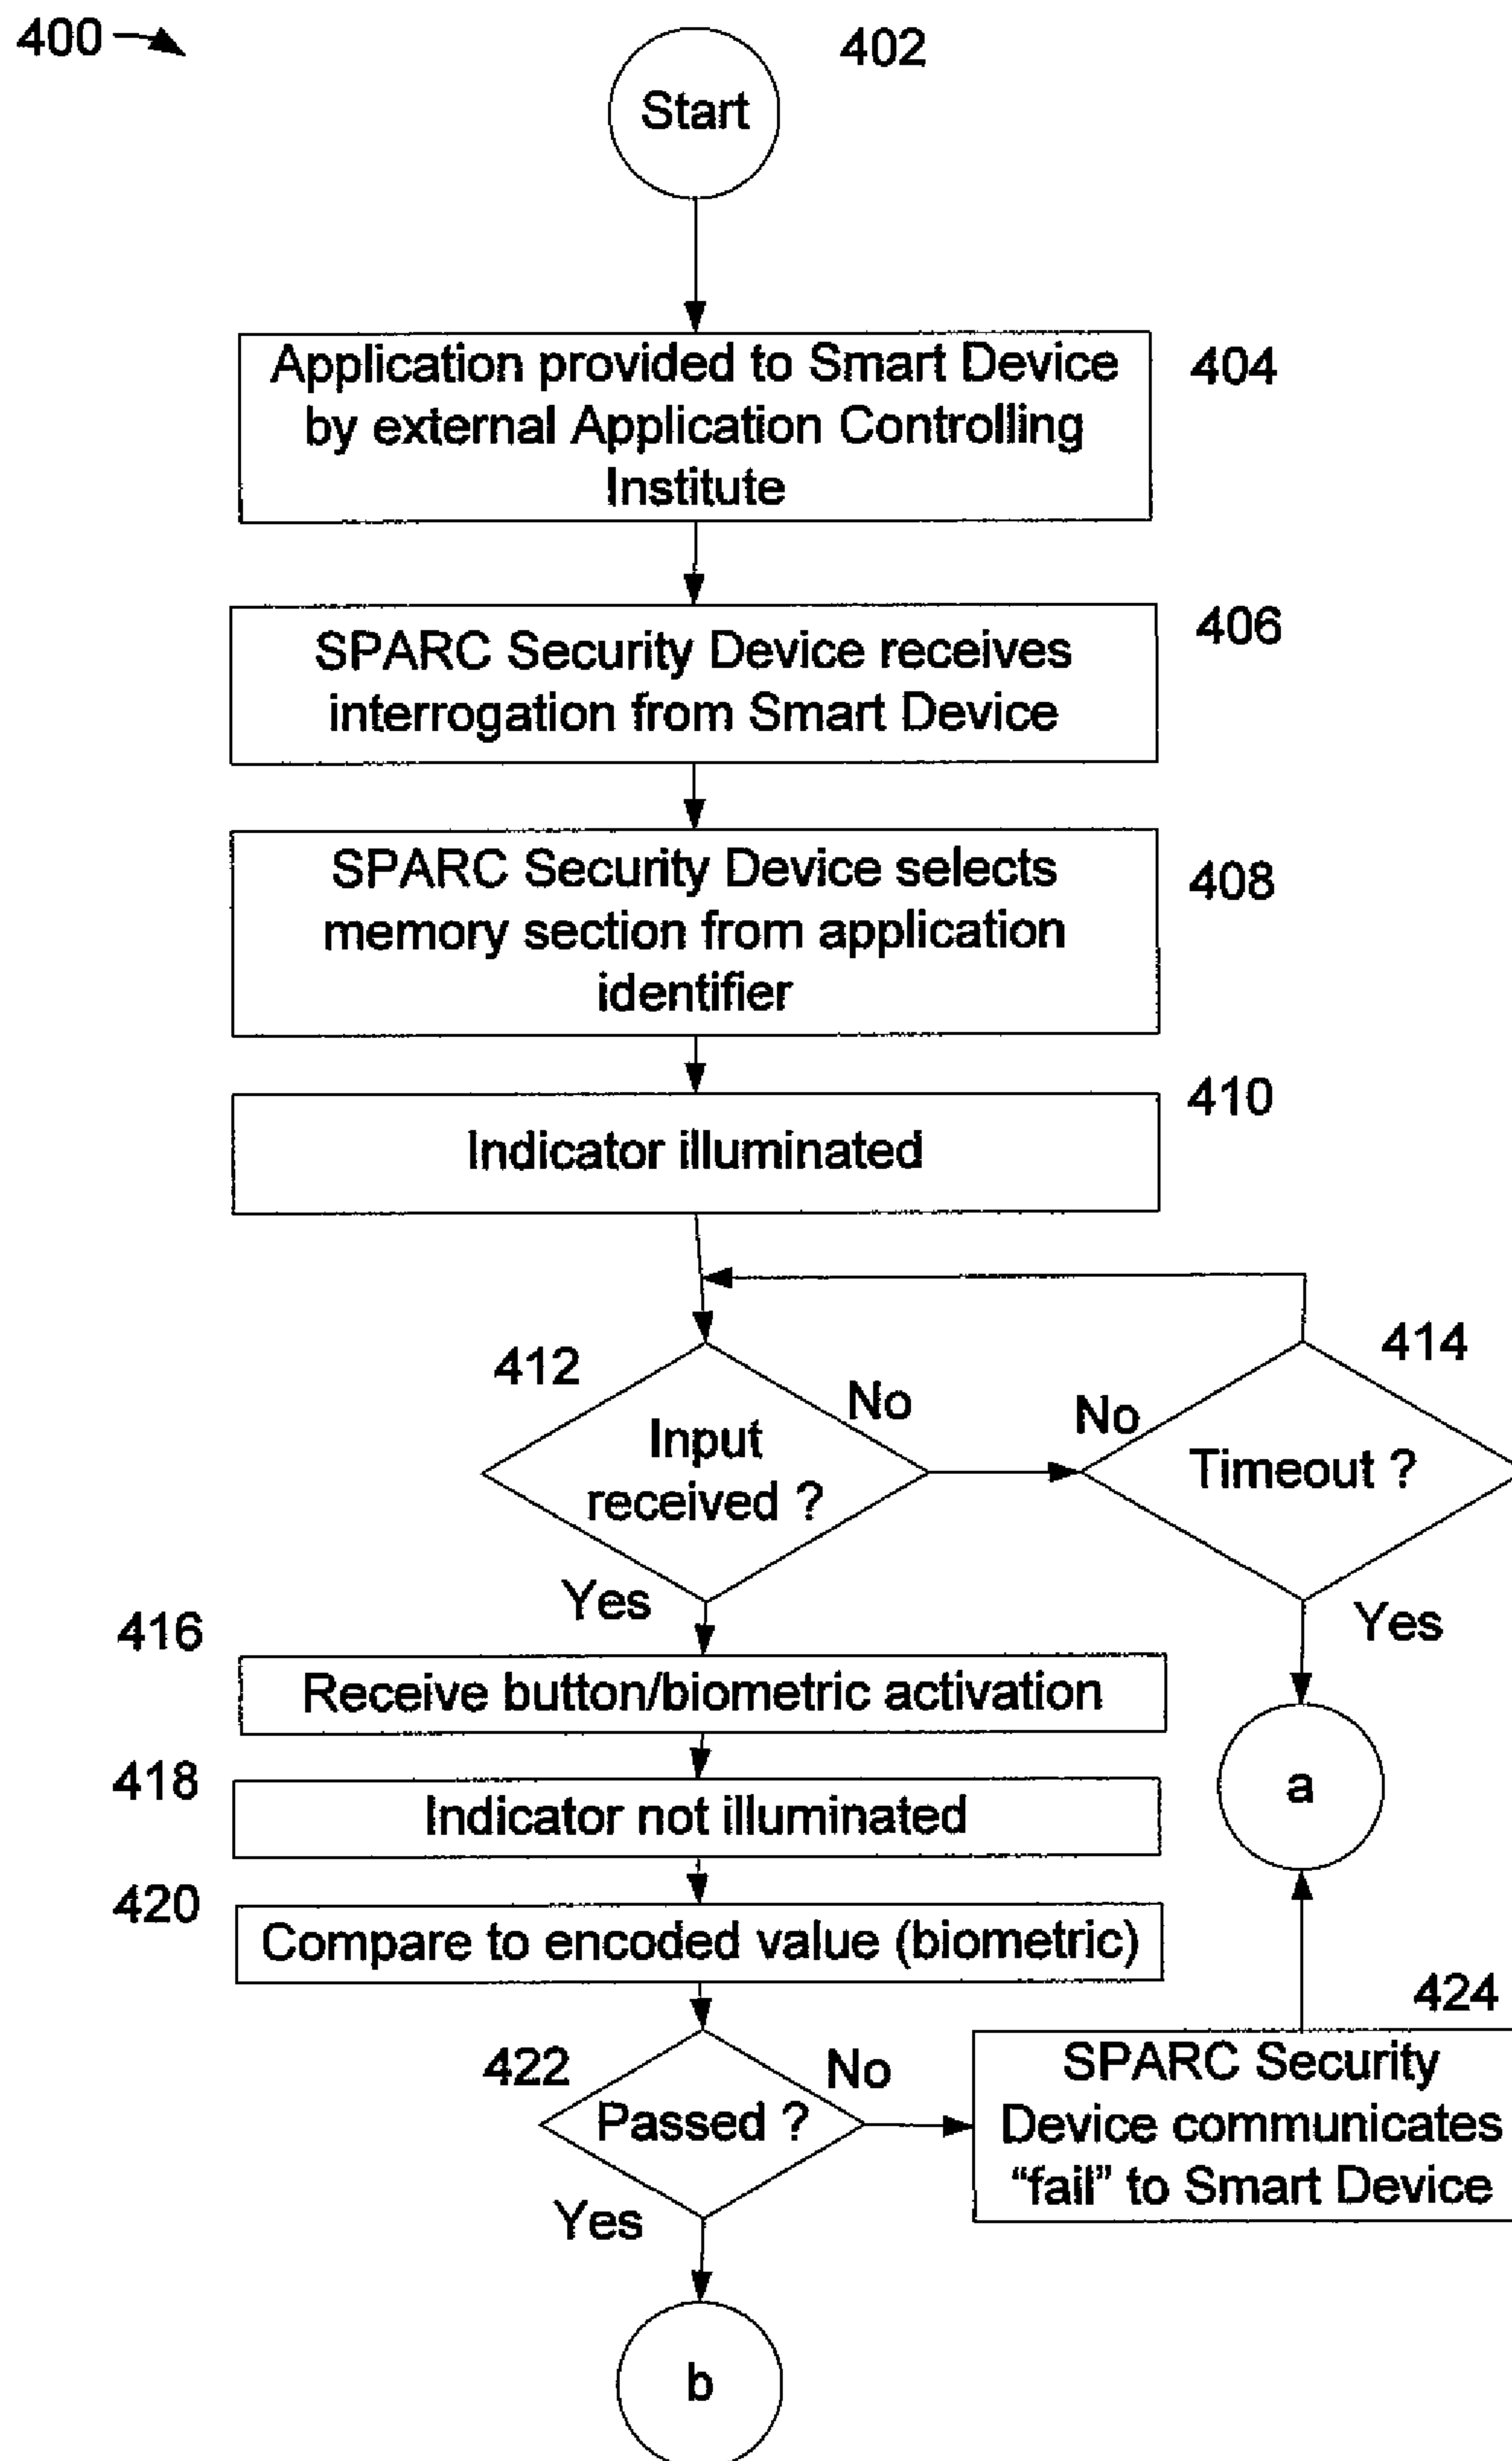 400
402
Start
Application provided to Smart Device
by external Application Controlling
Institute
404
SPARC Security Device receives
interrogation from Smart Device
406
SPARC Security Device selects
memory section from application
identifier
408
410
Indicator illuminated
412
414
Input
received ?
No
No
Timeout ?
Yes
Yes
416
Receive button/biometric activation
a
418
Indicator not illuminated
420
Compare to encoded value (biometric)
424
422
Passed ?
No
SPARC Security
Device communicates
“fail” to Smart Device
Yes
b